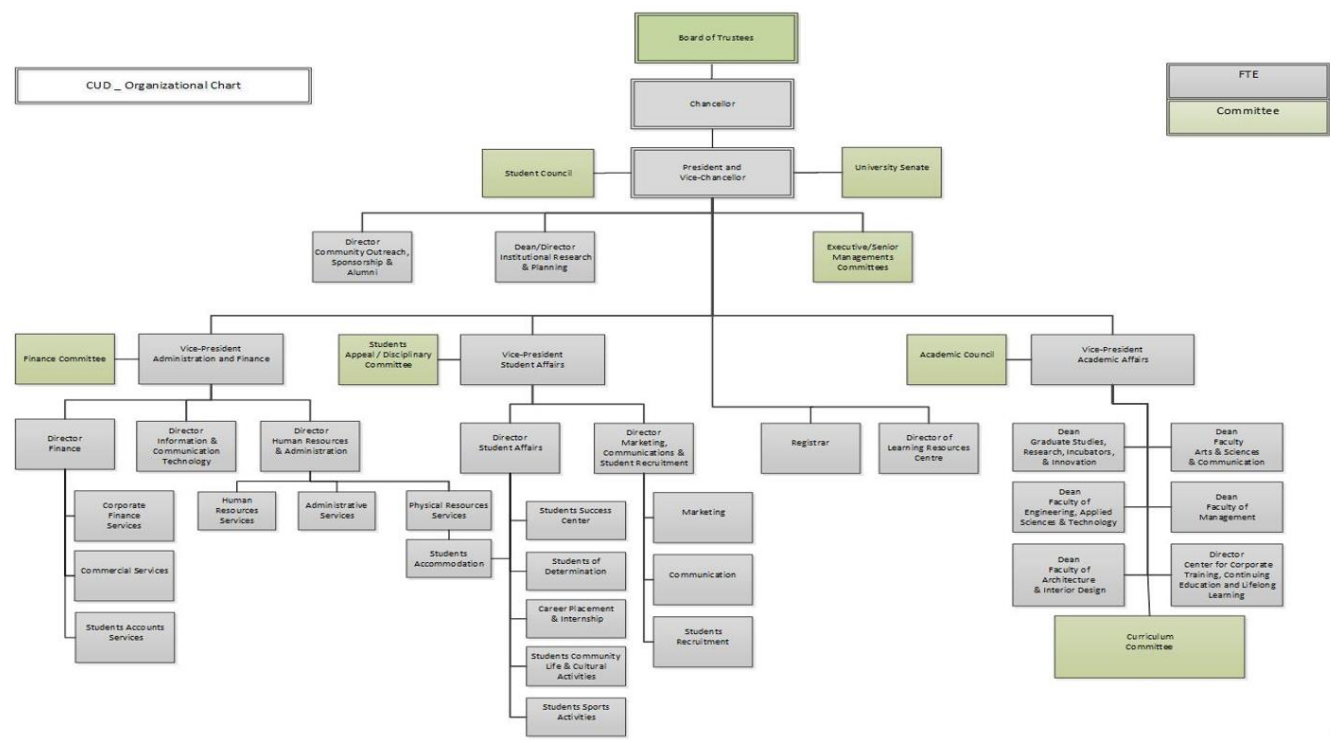 Board of Trustees
CUD _ Organizational Chart
FTE
Committee
Chancellor
Student Council
President and
Vice-Chancellor
University Senate
Director
Community Outreach,
Sponsorship &
Alumni
Dean/Director
Institutional Research
& Planning
Executive/Senior
Managements
Committees
Finance Committee
Vice-President
Administration and Finance
Students
Appeal / Disciplinary
Committee
Vice-President
Student Affairs
Academic Council
Vice-President
Academic Affairs
Director
Finance
Director
Information &
Communication
Technology
Director
Human Resources
& Administration
Director
Student Affairs
Director
Marketing,
Communications &
Student Recruitment
Registrar
Director of
Learning Resources
Centre
Dean
Graduate Studies,
Research, Incubators,
& Innovation
Dean
Faculty
Arts & Sciences
& Communication
Corporate
Finance
Services
Human
Resources
Services
Administrative
Services
Physical Resources
Services
Students Success
Center
Marketing
Dean
Faculty of
Engineering, Applied
Sciences & Technology
Dean
Faculty of
Management
Commercial Services
Students
Accommodation
Students of
Determination
Communication
Dean
Faculty of
Architecture
& Interior Design
Director
Center for Corporate
Training, Continuing
Education and Lifelong
Learning
Students Accounts
Services
Career Placement
& Internship
Students
Recruitment
Curriculum
Committee
Students Community
Life & Cultural
Activities
Students Sports
Activities